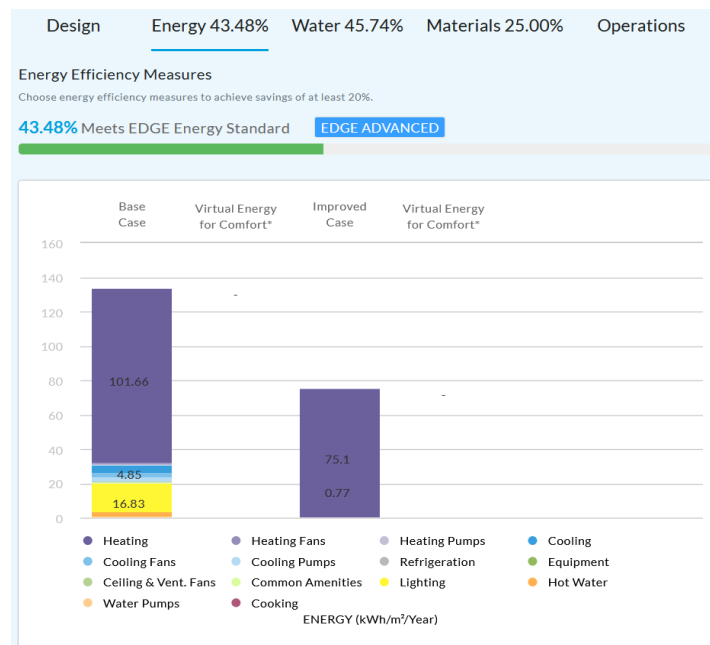 Design Energy 43.48% Water 45.74% Materials 25.00% Operations
Energy Efficiency Measures
Choose energy efficiency measures to achieve savings of at least 20%.
43.48% Meets EDGE Energy Standard EDGE ADVANCED
Base Case
Virtual Energy for Comfort*
Improved Case
Virtual Energy for Comfort*
160
140
-
120
100
80
101.66
-
60
40
75.1
4.85
20
0.77
16.83
0
Heating Heating Fans Heating Pumps Cooling
Cooling Fans Cooling Pumps Refrigeration Equipment
Ceiling & Vent. Fans Common Amenities Lighting Hot Water
Water Pumps Cooking
ENERGY (kWh/m²/Year)